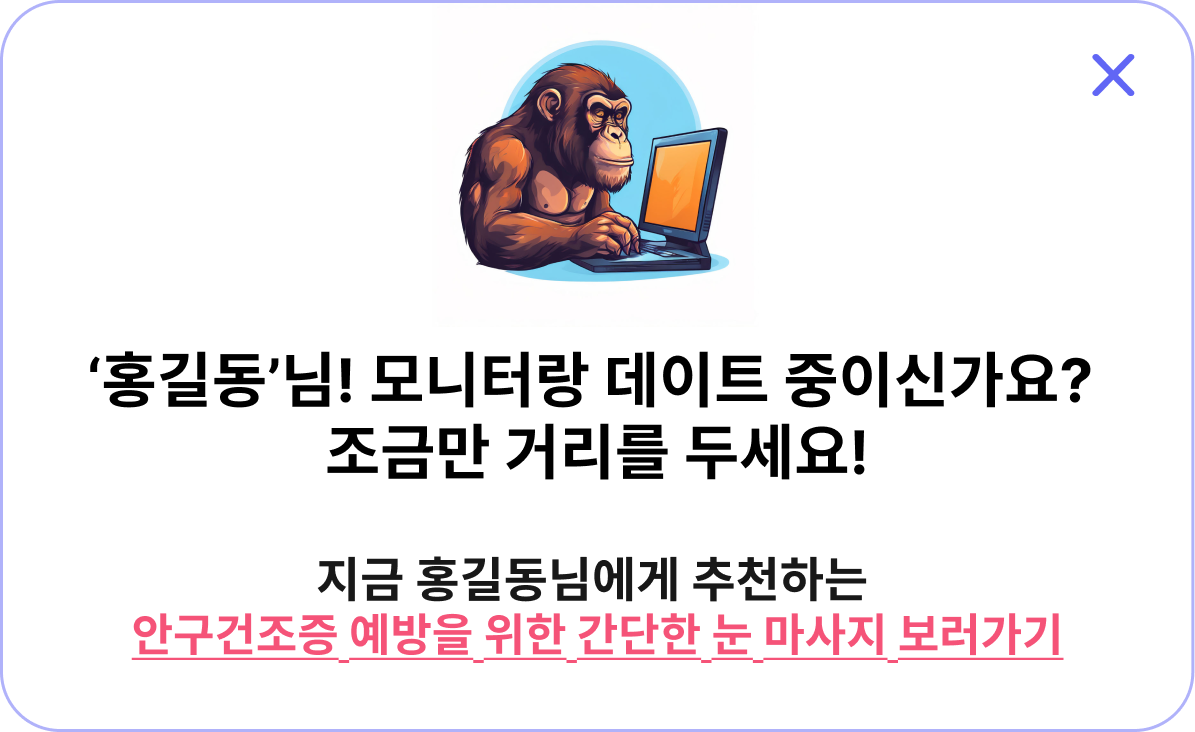 ‘홍길동’님! 모니터랑 데이트 중이신가요?
조금만 거리를 두세요!
지금 홍길동님에게 추천하는
안구건조증 예방을 위한 간단한 눈 마사지 보러가기